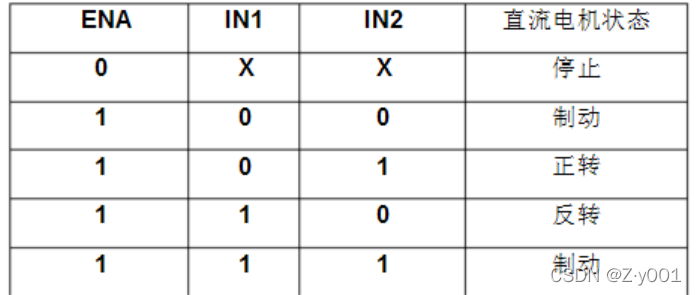 ENA IN1 IN2 直流电机状态
0 X X 停止
1 0 0 制动
1 0 1 正转
1 1 0 反转
1 1 1 制动
CSDN @Z·y001